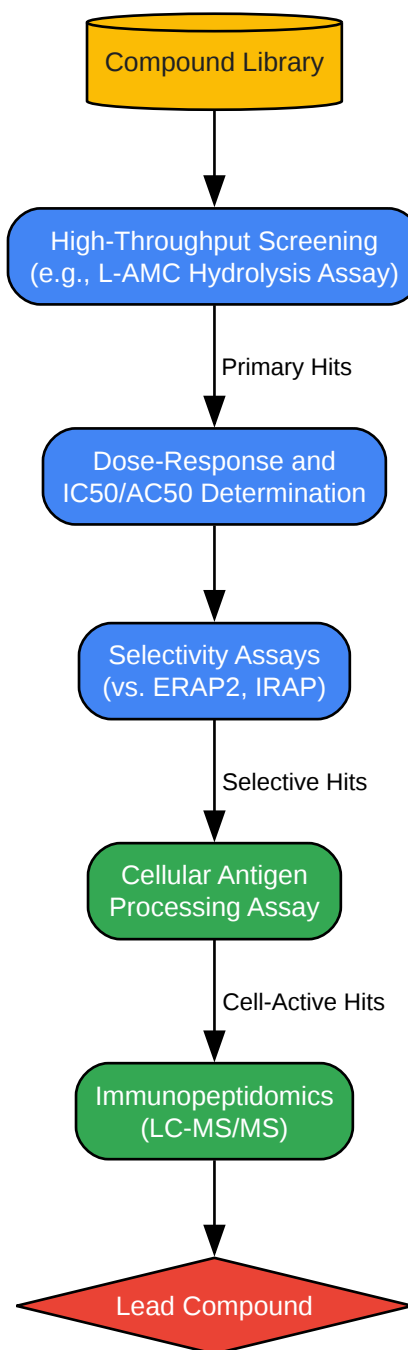 Compound Library
High-Throughput Screening
(e.g., L-AMC Hydrolysis Assay)
Primary Hits
Dose-Response and
IC50/AC50 Determination
Selectivity Assays
(vs. ERAP2, IRAP)
Selective Hits
Cellular Antigen
Processing Assay
Cell-Active Hits
Immunopeptidomics
(LC-MS/MS)
Lead Compound